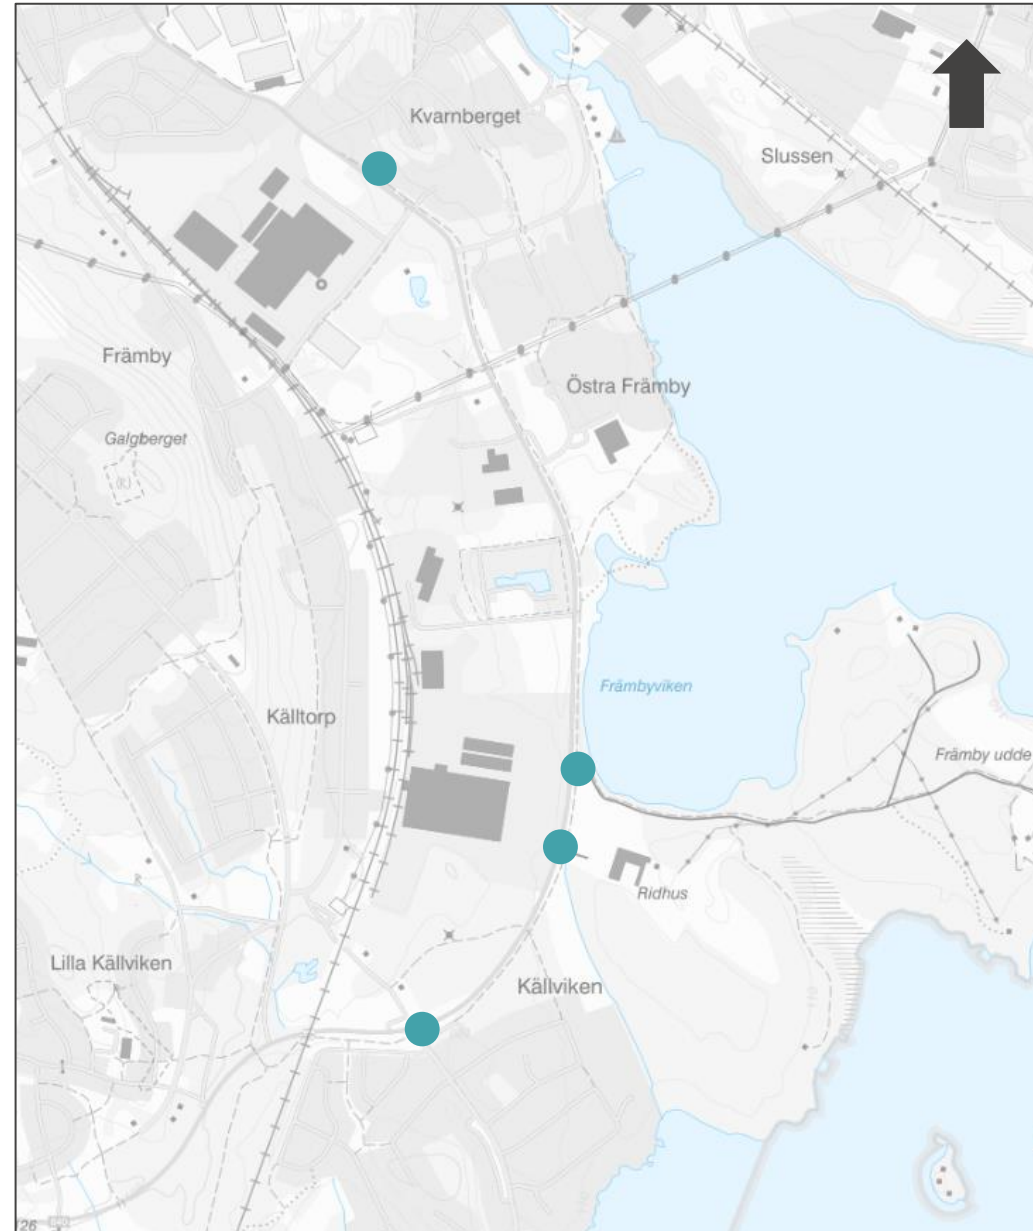 Kvarnberget
Slussen
Främby
Östra Främby
Galgberget
(R)
Främbyviken
Källtorp
Främby udde
R
Ridhus
Lilla Källviken
Källviken